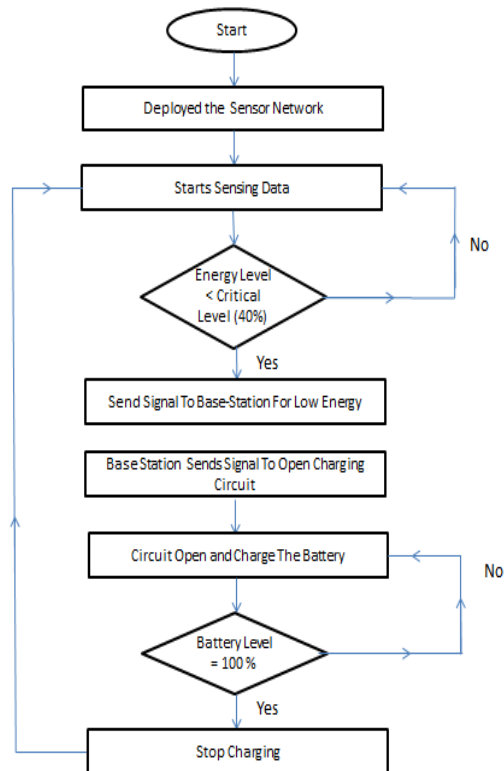 Start
Deployed the Sensor Network
Starts Sensing Data
No
Energy Level
< Critical
Level (40%)
Yes
Send Signal To Base-Station For Low Energy
Base Station Sends Signal To Open Charging
Circuit
Circuit Open and Charge The Battery
No
Battery Level
= 100 %
Yes
Stop Charging